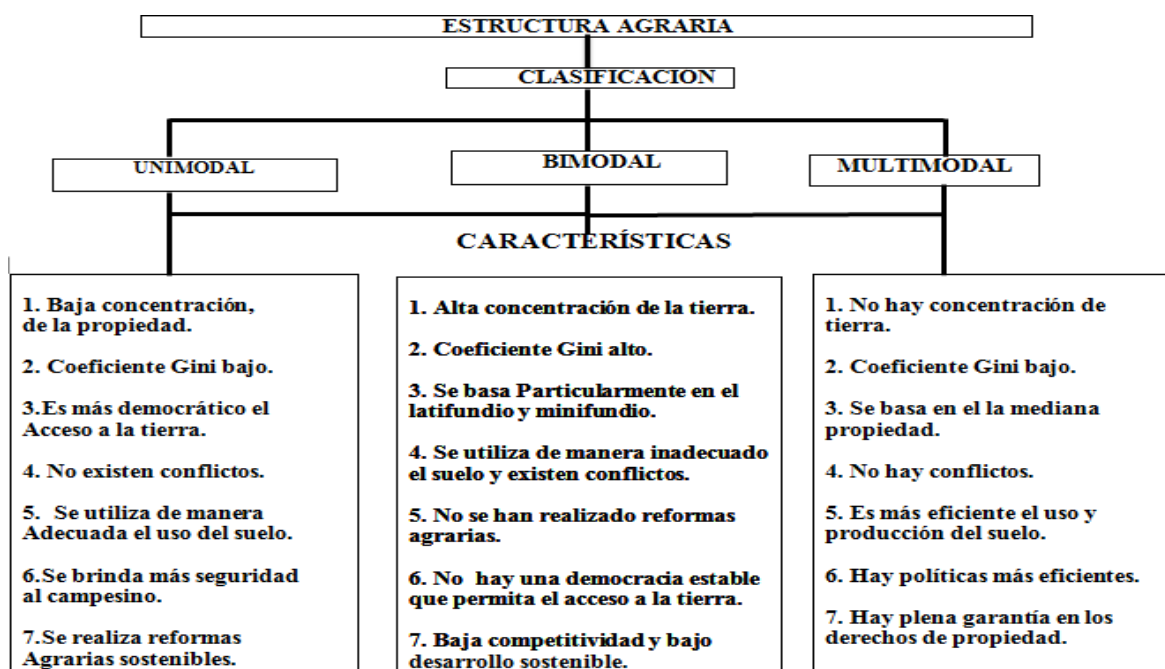 ESTRUCTURA AGRARIA
CLASIFICACION
UNIMODAL
BIMODAL
MULTIMODAL
CARACTERÍSTICAS
1. Baja concentración,
de la propiedad.
2. Coeficiente Gini bajo.
3.Es más democrático el
Acceso a la tierra.
4. No existen conflictos.
5. Se utiliza de manera
Adecuada el uso del suelo.
6.Se brinda más seguridad
al campesino.
7.Se realiza reformas
Agrarias sostenibles.
1. Alta concentración de la tierra.
2. Coeficiente Gini alto.
3. Se basa Particularmente en el
latifundio y minifundio.
4. Se utiliza de manera inadecuado
el suelo y existen conflictos.
5. No se han realizado reformas
agrarias.
6. No hay una democracia estable
que permita el acceso a la tierra.
7. Baja competitividad y bajo
desarrollo sostenible.
1. No hay concentración de
tierra.
2. Coeficiente Gini bajo.
3. Se basa en el la mediana
propiedad.
4. No hay conflictos.
5. Es más eficiente el uso y
producción del suelo.
6. Hay políticas más eficientes.
7. Hay plena garantía en los
derechos de propiedad.